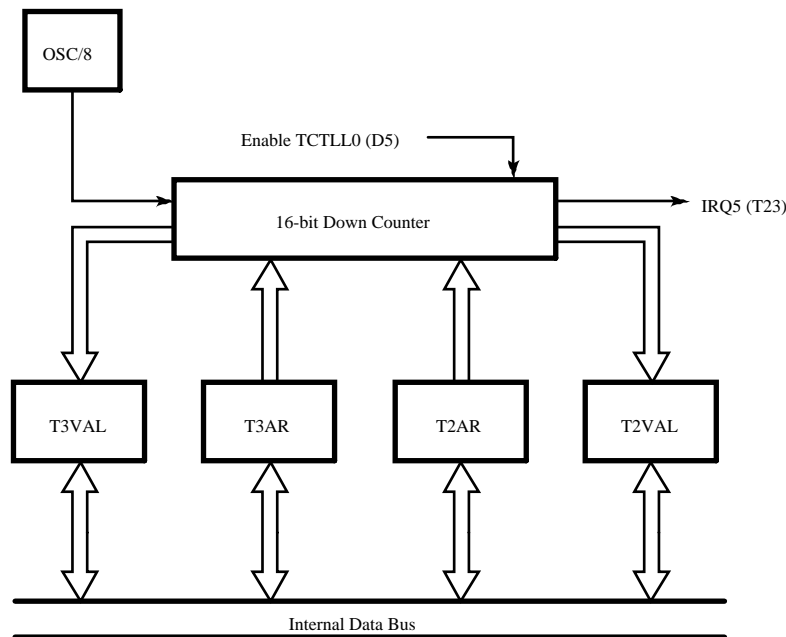 OSC/8
Enable TCTLL0 (D5)
16-bit Down Counter
IRQ5 (T23)
T3VAL
T3AR
T2AR
T2VAL
Internal Data Bus